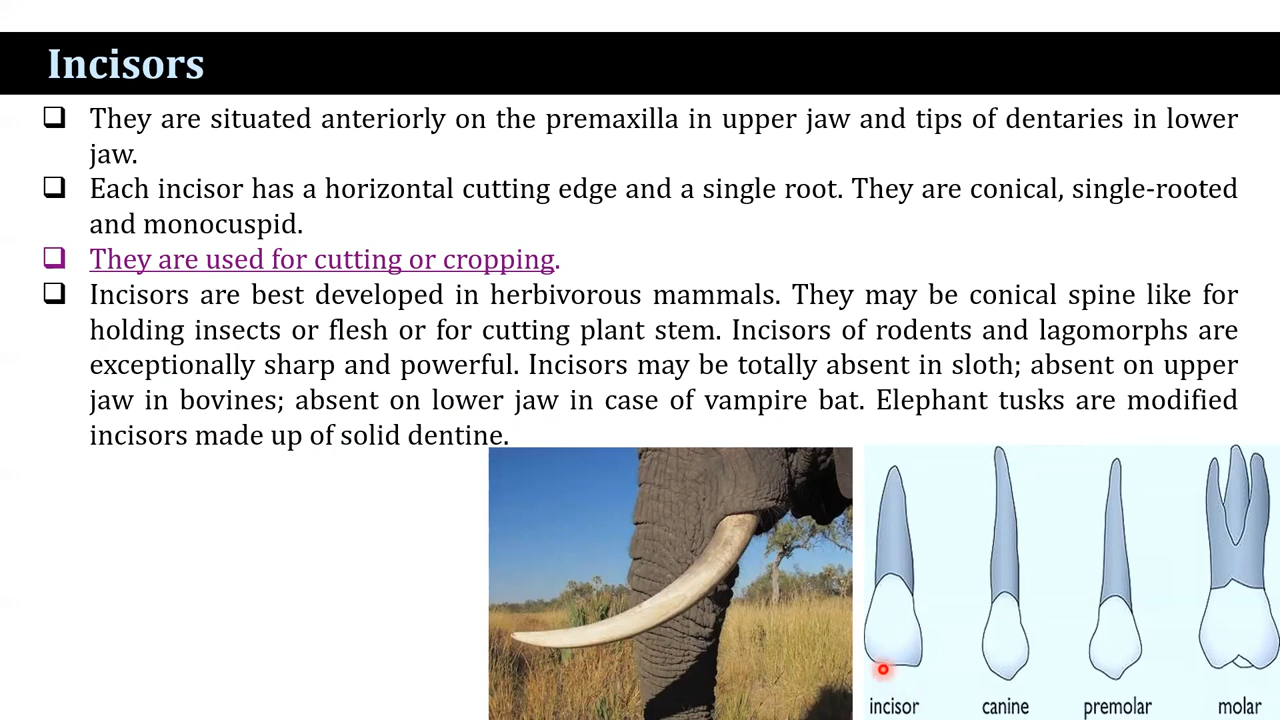 Incisors
❑ They are situated anteriorly on the premaxilla in upper jaw and tips of dentaries in lower
jaw.
❑ Each incisor has a horizontal cutting edge and a single root. They are conical, single-rooted
and monocuspid.
❑ They are used for cutting or cropping.
❑ Incisors are best developed in herbivorous mammals. They may be conical spine like for
holding insects or flesh or for cutting plant stem. Incisors of rodents and lagomorphs are
exceptionally sharp and powerful. Incisors may be totally absent in sloth; absent on upper
jaw in bovines; absent on lower jaw in case of vampire bat. Elephant tusks are modified
incisors made up of solid dentine.
incisor canine premolar molar